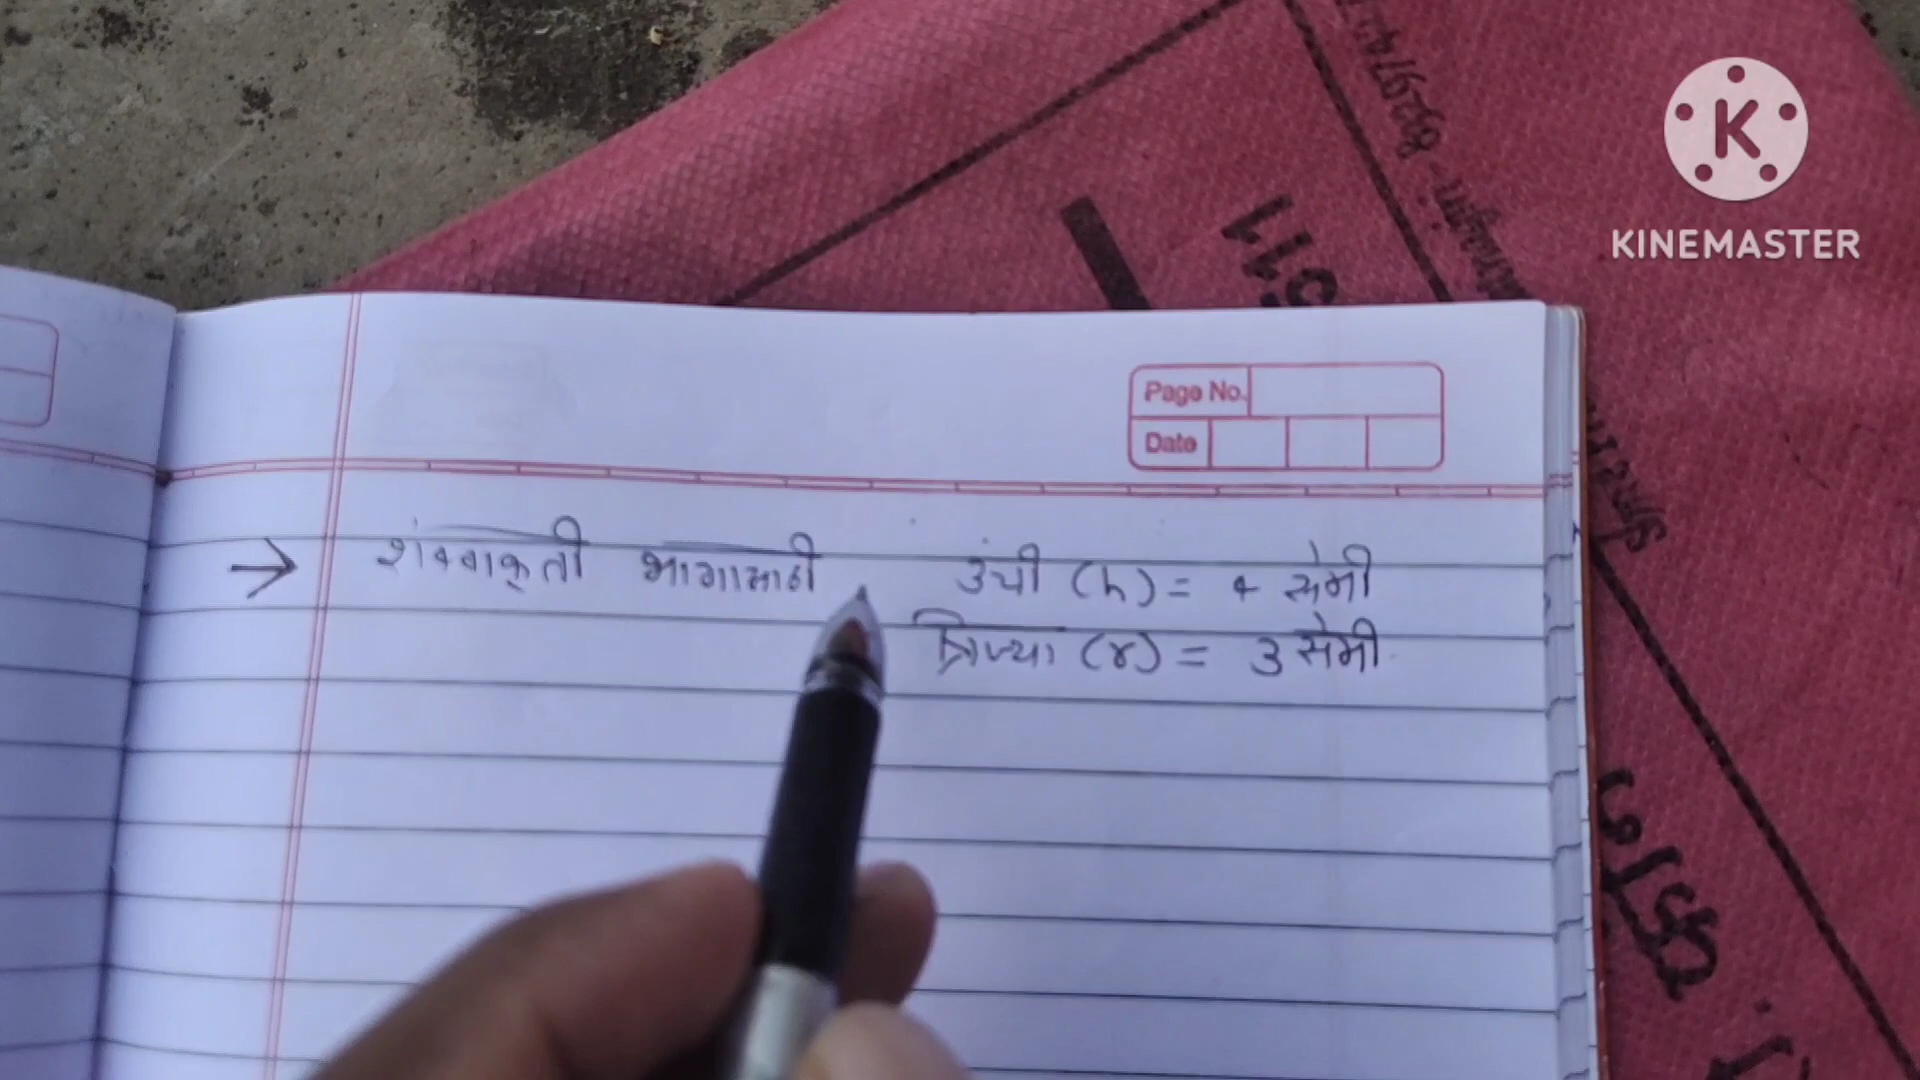 KINEMASTER
Page No.
Date
→ शंक्वाकृती भागासाठी उंची (h) = 4 सेमी
त्रिज्या (r) = 3 सेमी